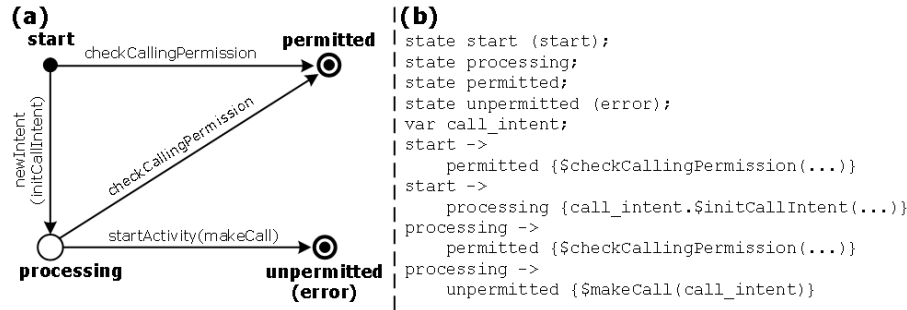 (a)
start
checkCallingPermission
permitted
newIntent
(initCallIntent)
checkCallingPermission
startActivity(makeCall)
processing
unpermitted
(error)
(b)
state start (start);
state processing;
state permitted;
state unpermitted (error);
var call_intent;
start ->
permitted {$checkCallingPermission(...)}
start ->
processing {call_intent.$initCallIntent(...)}
processing ->
permitted {$checkCallingPermission(...)}
processing ->
unpermitted {$makeCall(call_intent)}